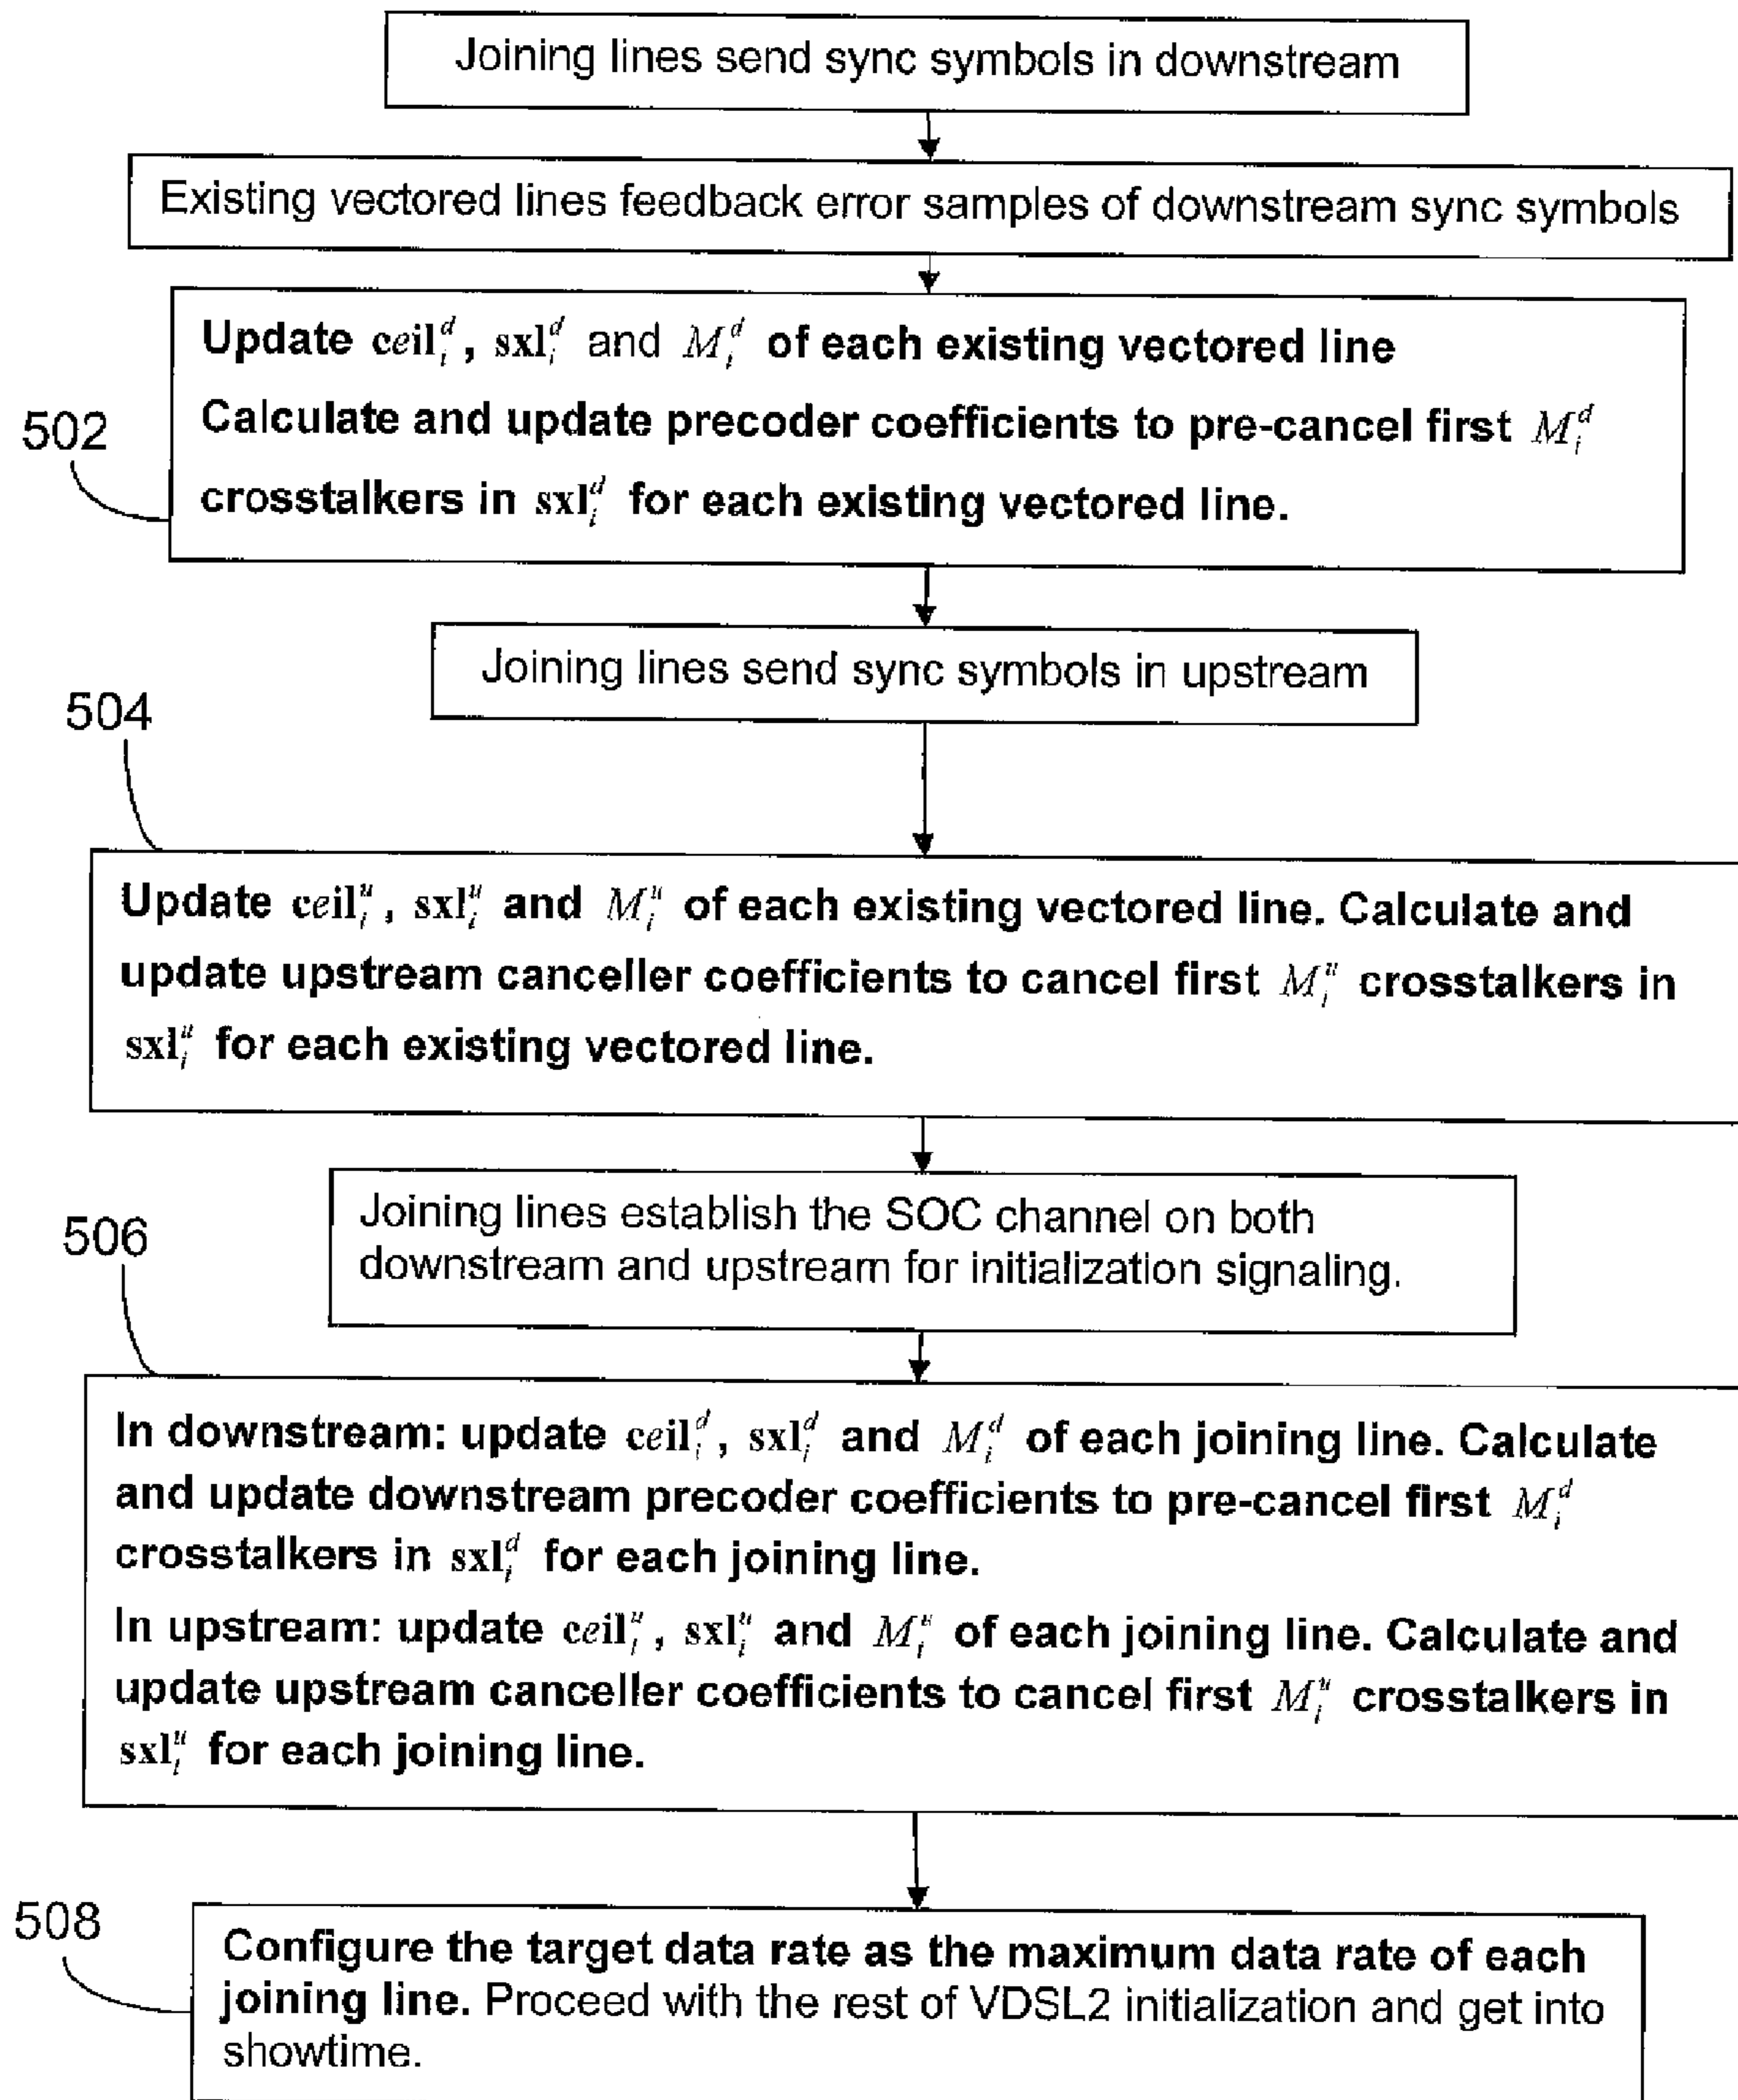 Joining lines send sync symbols in downstream
Existing vectored lines feedback error samples of downstream sync symbols
502
Update ceil_i^d, sxl_i^d and M_i^d of each existing vectored line
Calculate and update precoder coefficients to pre-cancel first M_i^d
crosstalkers in sxl_i^d for each existing vectored line.
Joining lines send sync symbols in upstream
504
Update ceil_i^u, sxl_i^u and M_i^u of each existing vectored line. Calculate and
update upstream canceller coefficients to cancel first M_i^u crosstalkers in
sxl_i^u for each existing vectored line.
Joining lines establish the SOC channel on both
downstream and upstream for initialization signaling.
506
In downstream: update ceil_i^d, sxl_i^d and M_i^d of each joining line. Calculate
and update downstream precoder coefficients to pre-cancel first M_i^d
crosstalkers in sxl_i^d for each joining line.
In upstream: update ceil_i^u, sxl_i^u and M_i^u of each joining line. Calculate and
update upstream canceller coefficients to cancel first M_i^u crosstalkers in
sxl_i^u for each joining line.
508
Configure the target data rate as the maximum data rate of each
joining line. Proceed with the rest of VDSL2 initialization and get into
showtime.